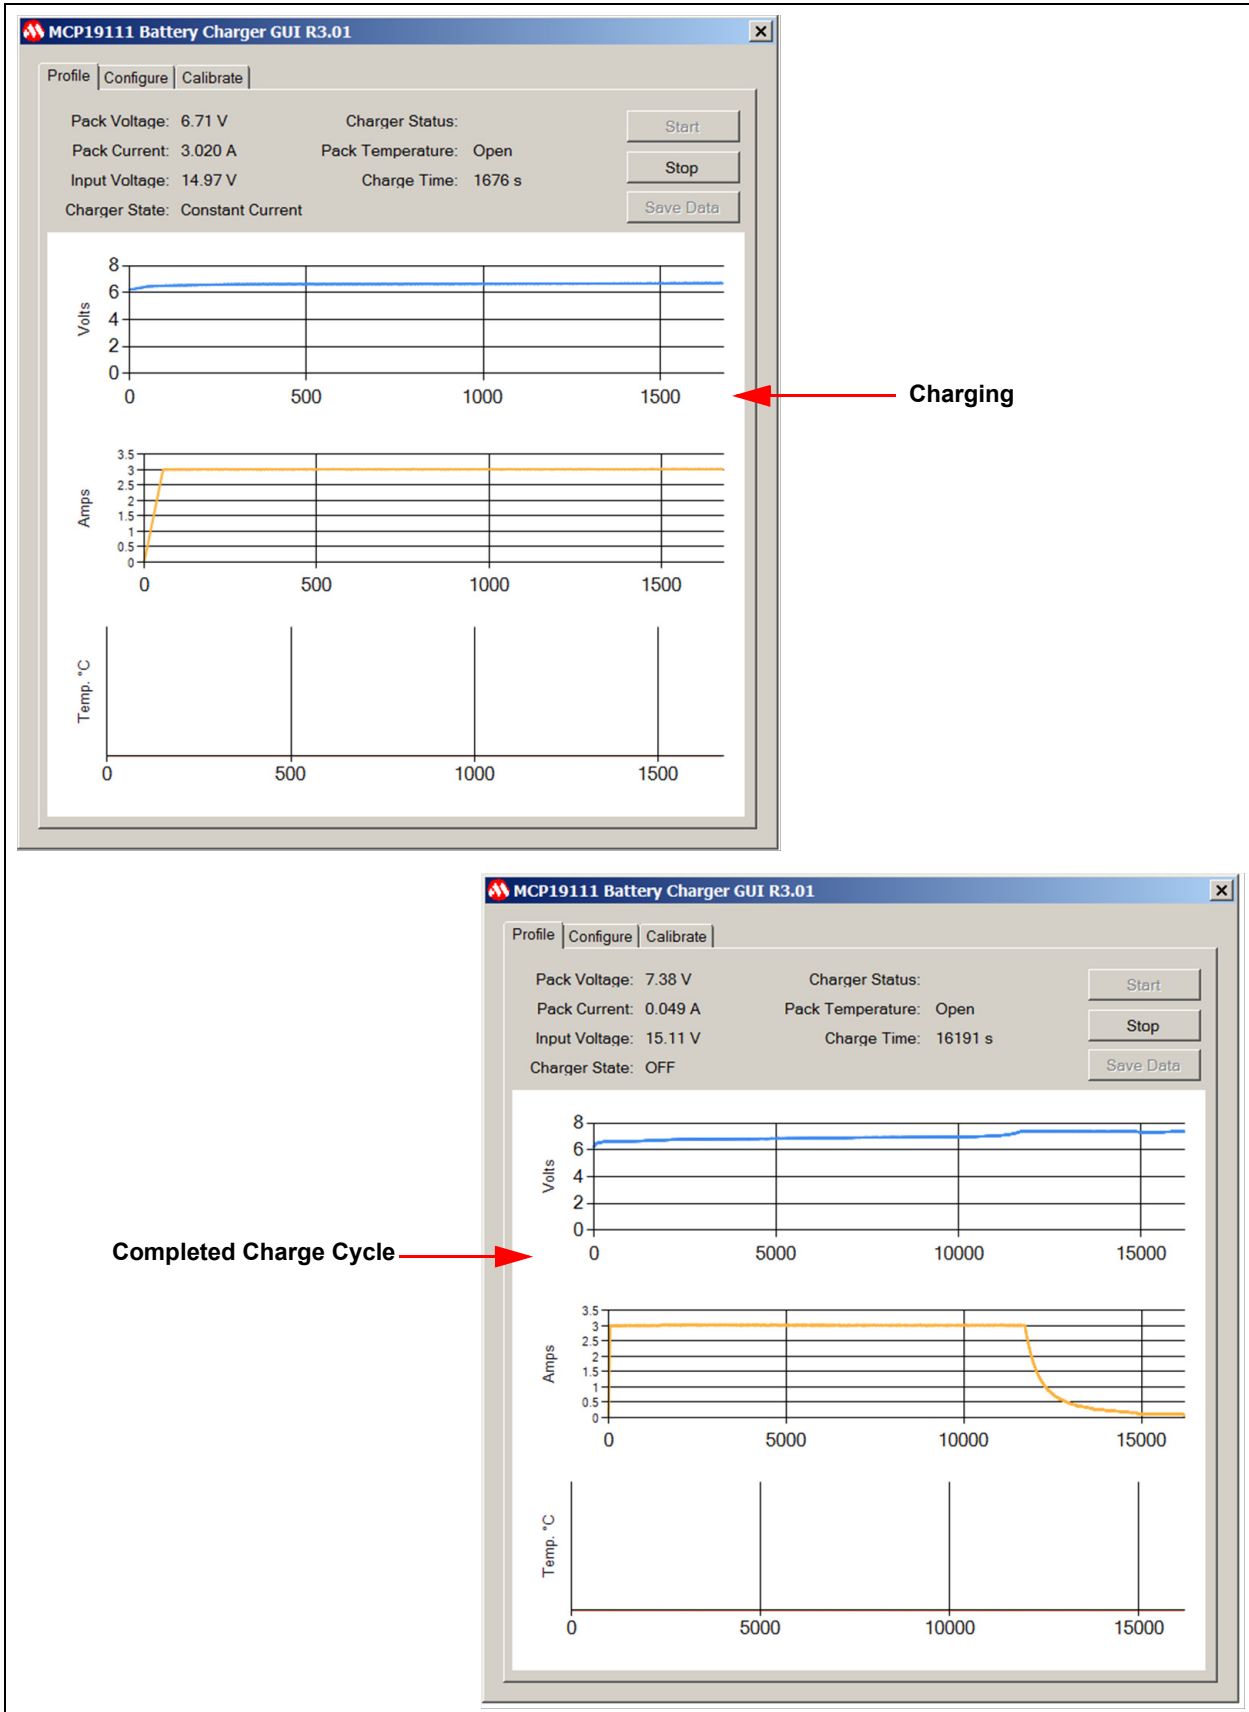 MCP19111 Battery Charger GUI R3.01
Profile Configure Calibrate
Pack Voltage: 6.71 V Charger Status: Start
Pack Current: 3.020 A Pack Temperature: Open Stop
Input Voltage: 14.97 V Charge Time: 1676 s
Charger State: Constant Current Save Data
8
6
4
2
0
Volts
0 500 1000 1500
Charging
3.5
3
2.5
2
1.5
1
0.5
0
Amps
0 500 1000 1500
Temp. °C
0 500 1000 1500
MCP19111 Battery Charger GUI R3.01
Profile Configure Calibrate
Pack Voltage: 7.38 V Charger Status: Start
Pack Current: 0.049 A Pack Temperature: Open Stop
Input Voltage: 15.11 V Charge Time: 16191 s
Charger State: OFF Save Data
8
6
4
2
0
Volts
0 5000 10000 15000
Completed Charge Cycle
3.5
3
2.5
2
1.5
1
0.5
0
Amps
0 5000 10000 15000
Temp. °C
0 5000 10000 15000